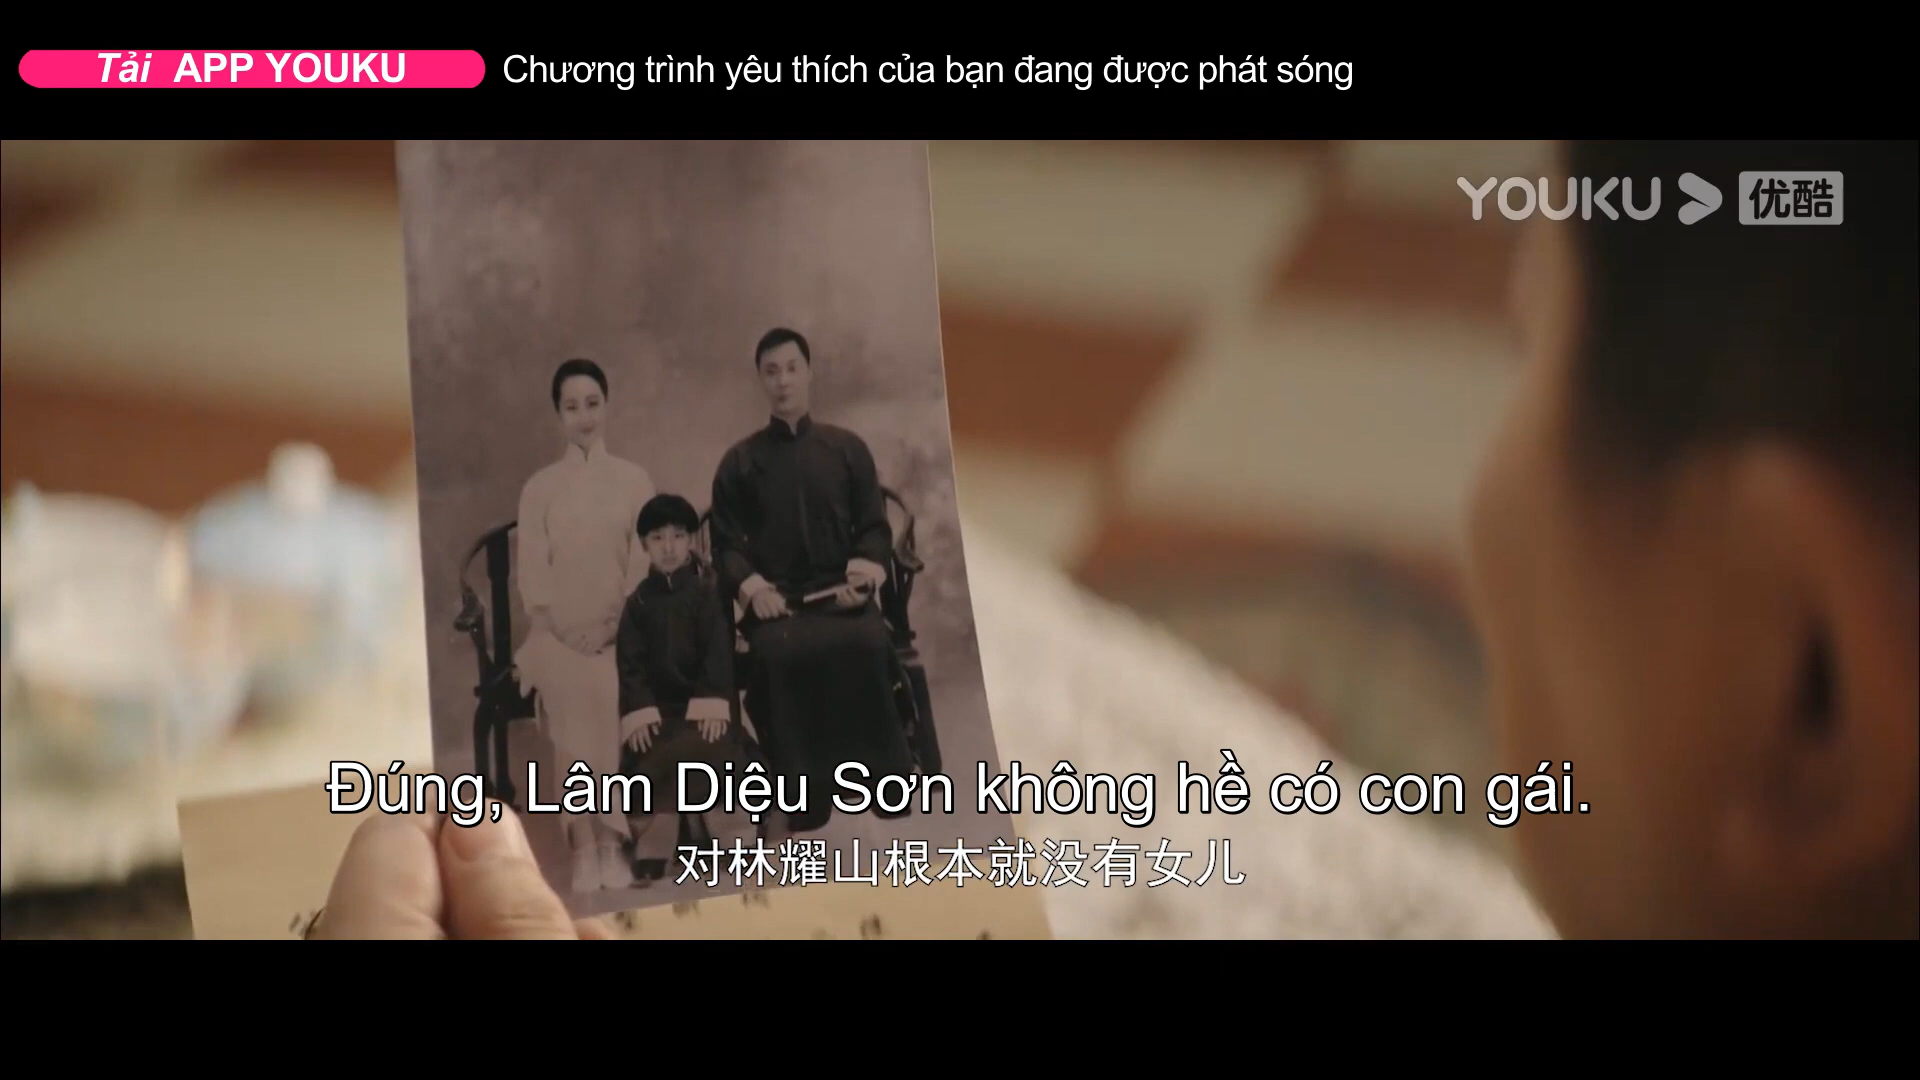 Tải APP YOUKU Chương trình yêu thích của bạn đang được phát sóng
YOUKU 优酷
Đúng, Lâm Diệu Sơn không hề có con gái.
对林耀山根本就没有女儿